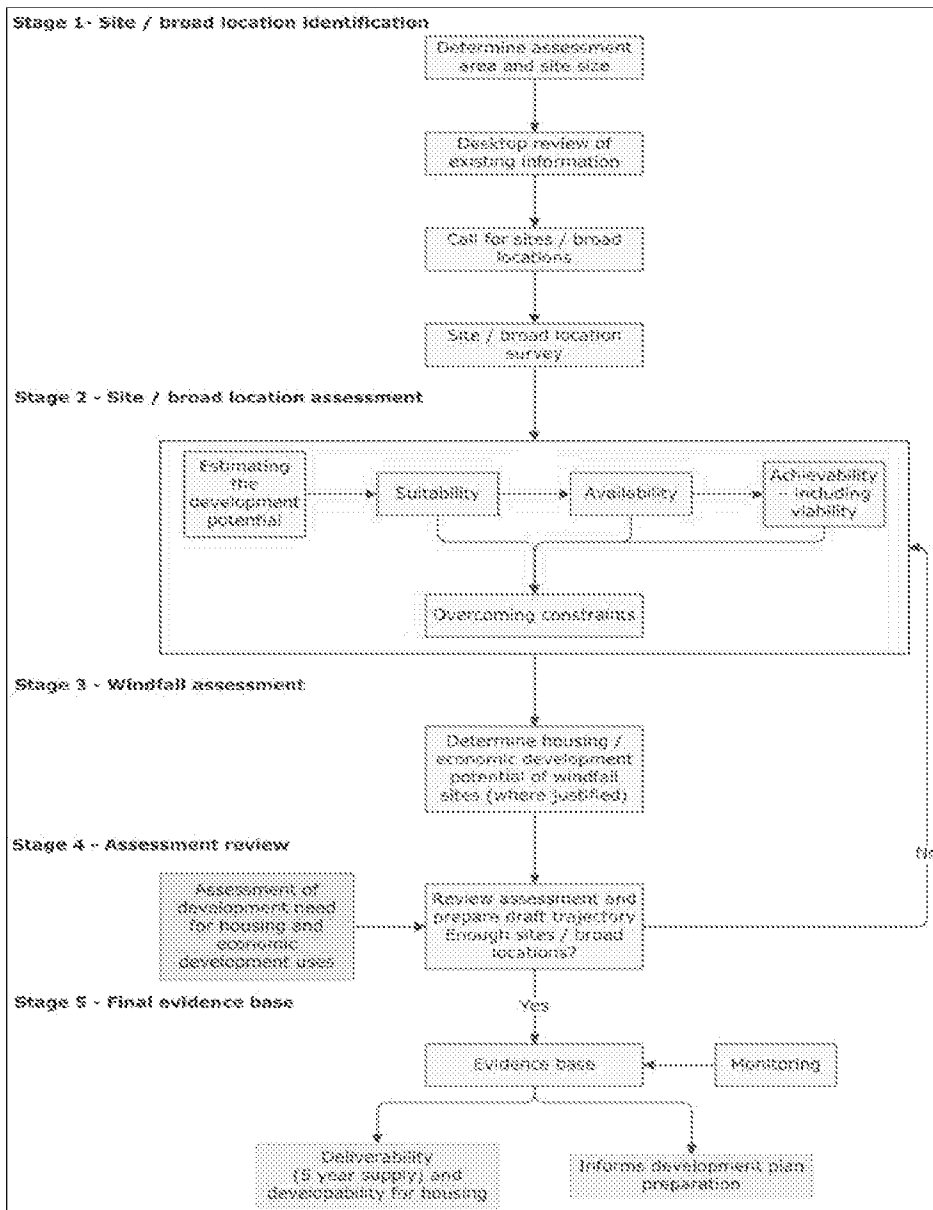 Stage 1- Site / broad location identification
Determine assessment
area and site size
Desktop review of
existing information
Call for sites / broad
locations
Site / broad location
survey
Stage 2 - Site / broad location assessment
Estimating
the
development
potential
Suitability
Availability
Achievability
- including
viability
Overcoming constraints
Stage 3 - Windfall assessment
Determine housing /
economic development
potential of windfall
sites (where justified)
Stage 4 - Assessment review
No
Assessment of
development need
for housing and
economic
development uses
Review assessment and
prepare draft trajectory
Enough sites / broad
locations?
Stage 5 - Final evidence base
Yes
Evidence base
Monitoring
Deliverability
(5 year supply) and
developability for housing
Informs development plan
preparation